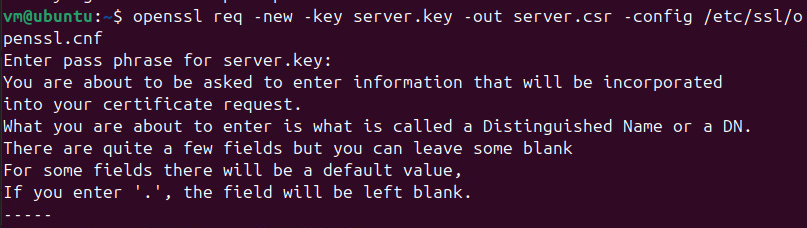 vm@ubuntu:~$ openssl req -new -key server.key -out server.csr -config /etc/ssl/o
penssl.cnf
Enter pass phrase for server.key:
You are about to be asked to enter information that will be incorporated
into your certificate request.
What you are about to enter is what is called a Distinguished Name or a DN.
There are quite a few fields but you can leave some blank
For some fields there will be a default value,
If you enter '.', the field will be left blank.
-----